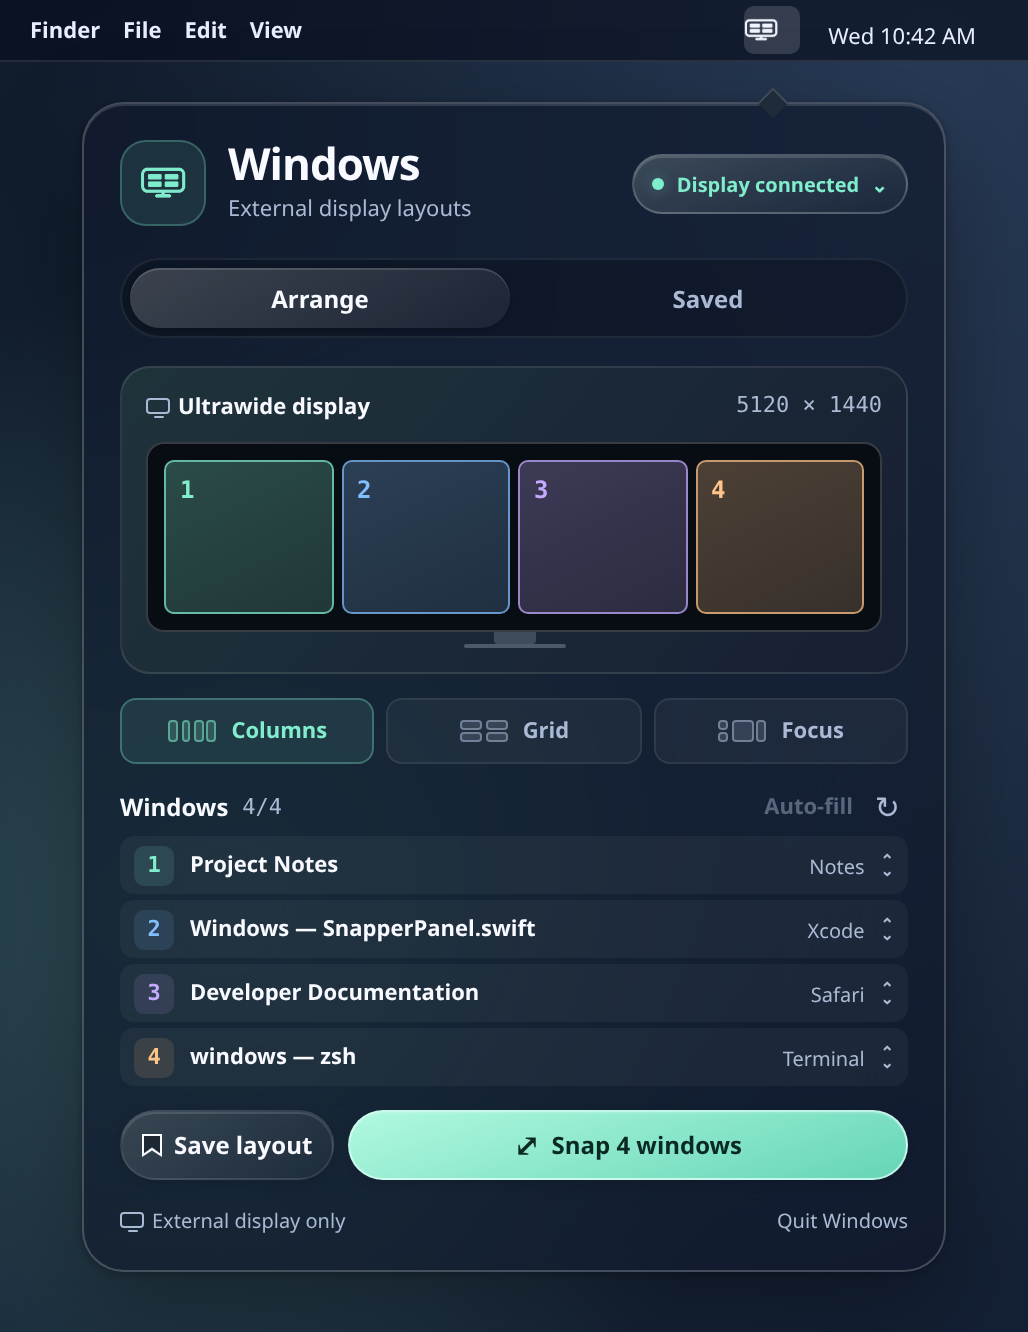 Finder File Edit View
Wed 10:42 AM
Windows
External display layouts
Display connected
Arrange
Saved
Ultrawide display
5120 × 1440
1
2
3
4
Columns
Grid
Focus
Windows 4/4
Auto-fill
1 Project Notes Notes
2 Windows — SnapperPanel.swift Xcode
3 Developer Documentation Safari
4 windows — zsh Terminal
Save layout
Snap 4 windows
External display only
Quit Windows